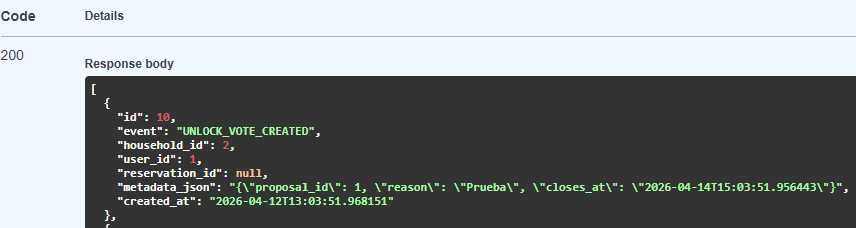 Code Details
200
Response body
[
{
"id": 10,
"event": "UNLOCK_VOTE_CREATED",
"household_id": 2,
"user_id": 1,
"reservation_id": null,
"metadata_json": "{\"proposal_id\": 1, \"reason\": \"Prueba\", \"closes_at\": \"2026-04-14T15:03:51.956443\"}",
"created_at": "2026-04-12T13:03:51.968151"
},
{